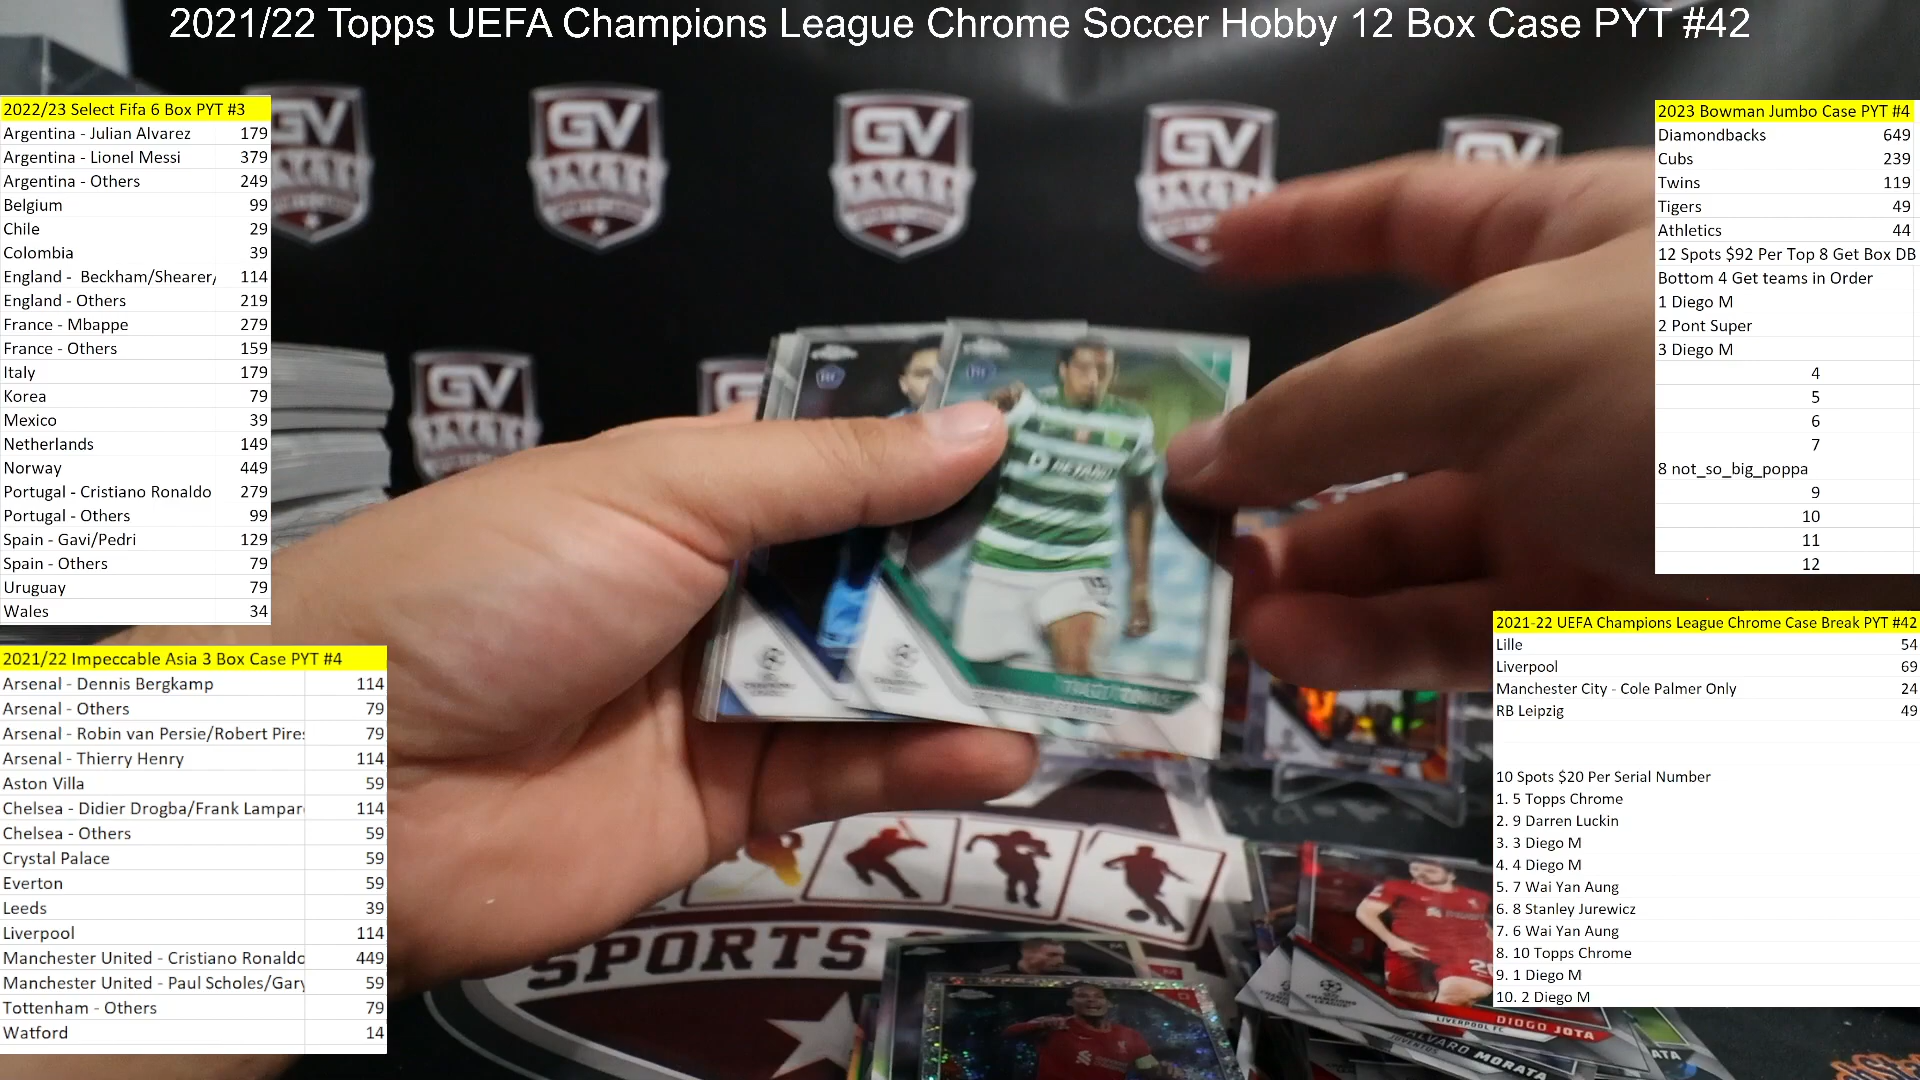 2021/22 Topps UEFA Champions League Chrome Soccer Hobby 12 Box Case PYT #42
2022/23 Select Fifa 6 Box PYT #3
Argentina - Julian Alvarez 179
Argentina - Lionel Messi 379
Argentina - Others 249
Belgium 99
Chile 29
Colombia 39
England - Beckham/Shearer/ 114
England - Others 219
France - Mbappe 279
France - Others 159
Italy 179
Korea 79
Mexico 39
Netherlands 149
Norway 449
Portugal - Cristiano Ronaldo 279
Portugal - Others 99
Spain - Gavi/Pedri 129
Spain - Others 79
Uruguay 79
Wales 34
2021/22 Impeccable Asia 3 Box Case PYT #4
Arsenal - Dennis Bergkamp 114
Arsenal - Others 79
Arsenal - Robin van Persie/Robert Pires 79
Arsenal - Thierry Henry 114
Aston Villa 59
Chelsea - Didier Drogba/Frank Lampar 114
Chelsea - Others 59
Crystal Palace 59
Everton 59
Leeds 39
Liverpool 114
Manchester United - Cristiano Ronaldo 449
Manchester United - Paul Scholes/Gary 59
Tottenham - Others 79
Watford 14
2023 Bowman Jumbo Case PYT #4
Diamondbacks 649
Cubs 239
Twins 119
Tigers 49
Athletics 44
12 Spots $92 Per Top 8 Get Box DB
Bottom 4 Get teams in Order
1 Diego M
2 Pont Super
3 Diego M
4
5
6
7
8 not_so_big_poppa
9
10
11
12
2021-22 UEFA Champions League Chrome Case Break PYT #42
Lille 54
Liverpool 69
Manchester City - Cole Palmer Only 24
RB Leipzig 49
10 Spots $20 Per Serial Number
1. 5 Topps Chrome
2. 9 Darren Luckin
3. 3 Diego M
4. 4 Diego M
5. 7 Wai Yan Aung
6. 8 Stanley Jurewicz
7. 6 Wai Yan Aung
8. 10 Topps Chrome
9. 1 Diego M
10. 2 Diego M
GV
GV
GV
GV
GV
GV
SPORTS
DIOGO JOTA
LIVERPOOL FC
ALVARO MORATA
JUVENTUS